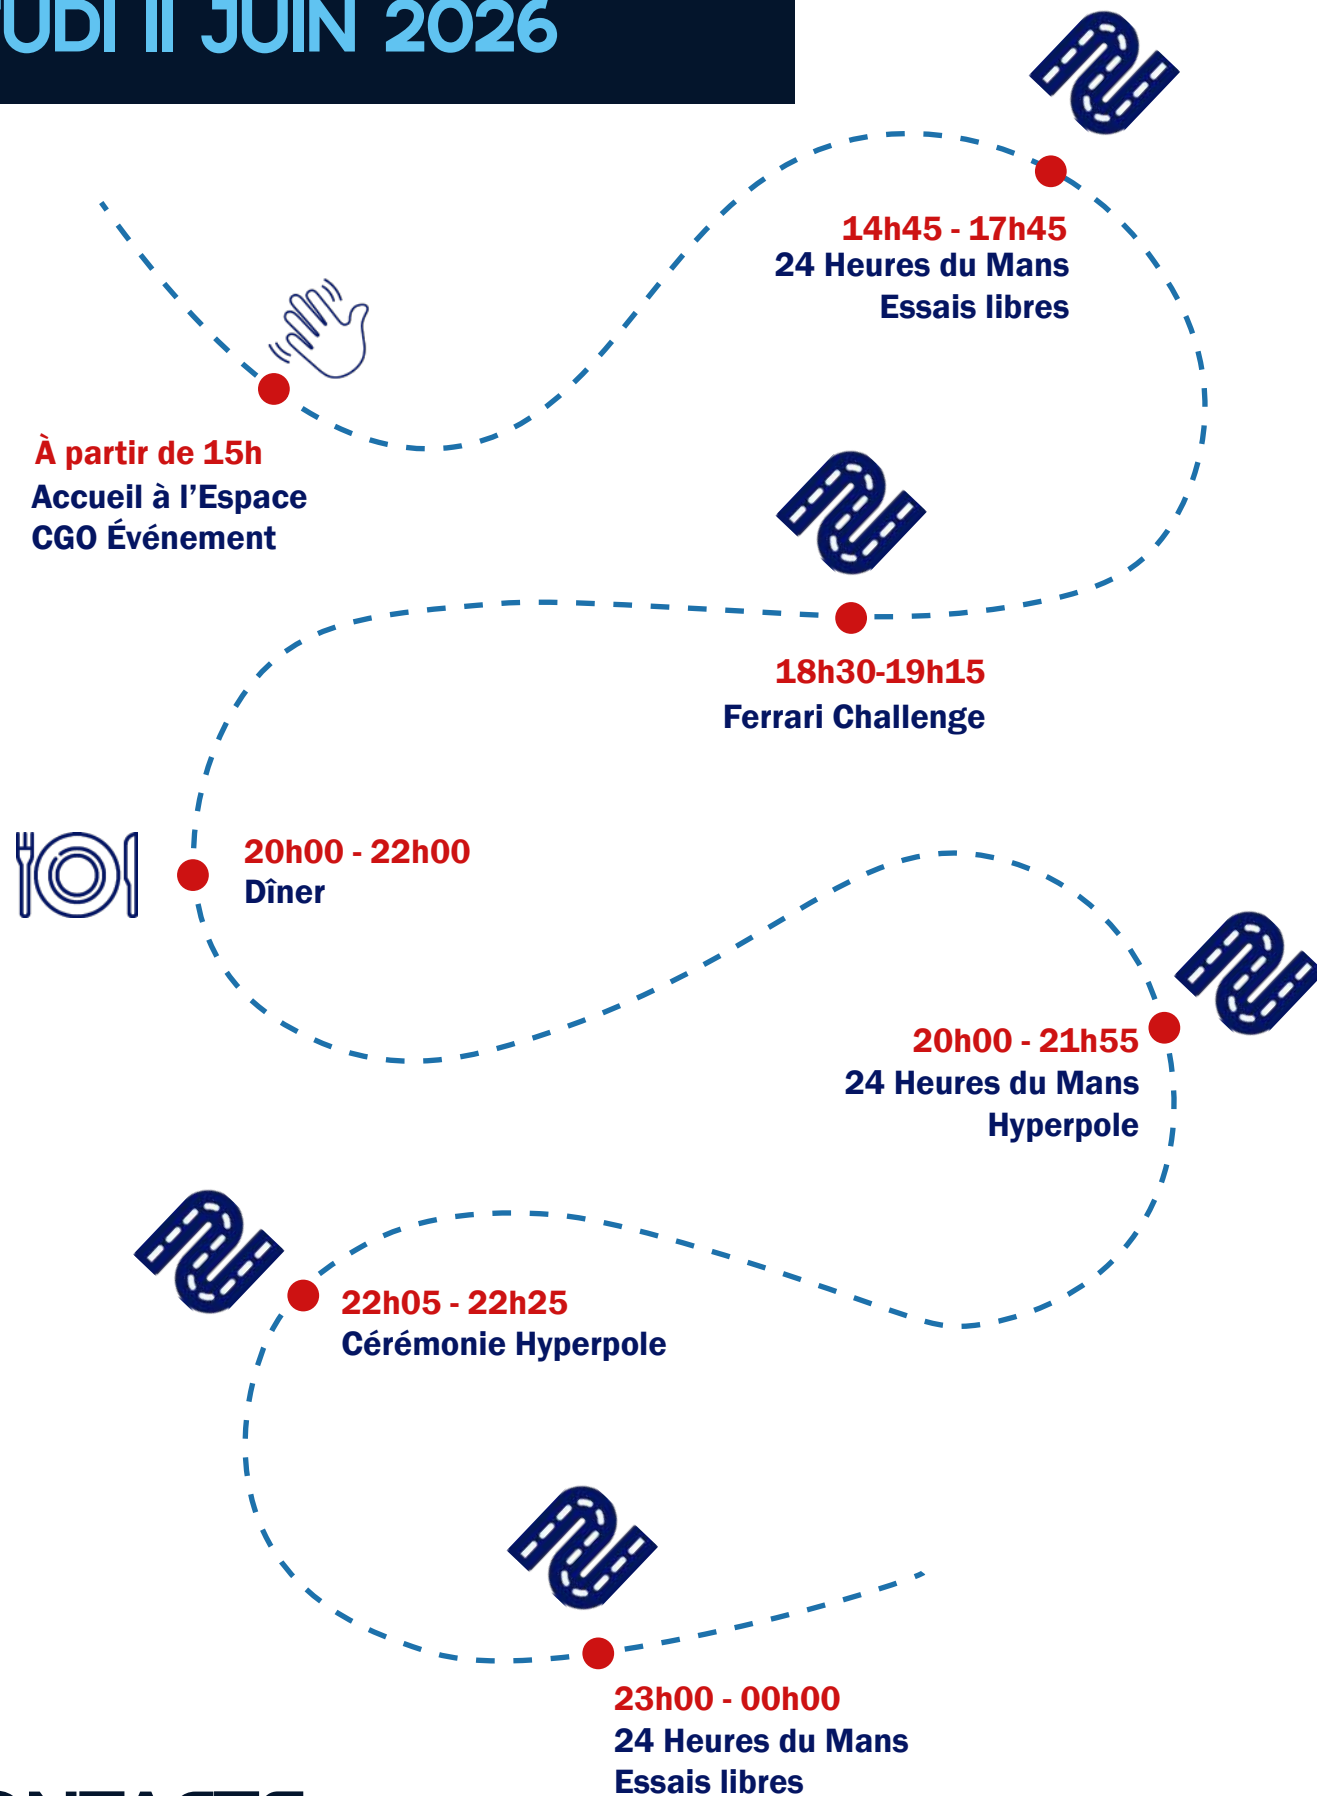 UDI 11 JUIN 2026
À partir de 15h
Accueil à l’Espace
CGO Événement
14h45 - 17h45
24 Heures du Mans
Essais libres
18h30-19h15
Ferrari Challenge
20h00 - 22h00
Dîner
20h00 - 21h55
24 Heures du Mans
Hyperpole
22h05 - 22h25
Cérémonie Hyperpole
23h00 - 00h00
24 Heures du Mans
Essais libres